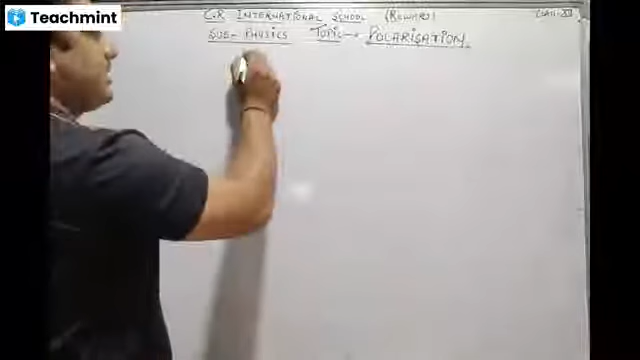 Teachmint
C.R INTERNATIONAL SCHOOL (REWARI)
SUB- PHYSICS TOPIC → POLARISATION.